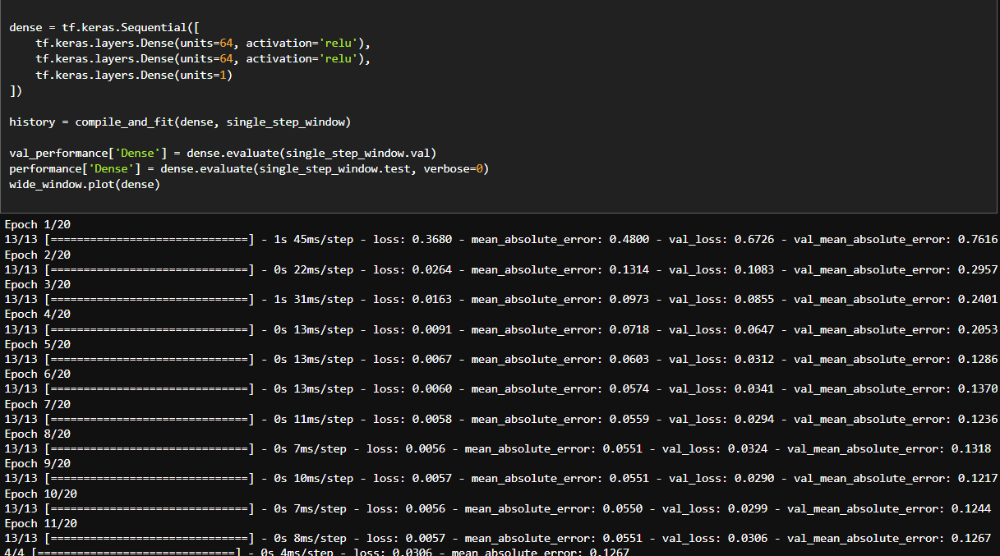 dense = tf.keras.Sequential([
    tf.keras.layers.Dense(units=64, activation='relu'),
    tf.keras.layers.Dense(units=64, activation='relu'),
    tf.keras.layers.Dense(units=1)
])
history = compile_and_fit(dense, single_step_window)
val_performance['Dense'] = dense.evaluate(single_step_window.val)
performance['Dense'] = dense.evaluate(single_step_window.test, verbose=0)
wide_window.plot(dense)
Epoch 1/20
13/13 [==============================] - 1s 45ms/step - loss: 0.3680 - mean_absolute_error: 0.4800 - val_loss: 0.6726 - val_mean_absolute_error: 0.7616
Epoch 2/20
13/13 [==============================] - 0s 22ms/step - loss: 0.0264 - mean_absolute_error: 0.1314 - val_loss: 0.1083 - val_mean_absolute_error: 0.2957
Epoch 3/20
13/13 [==============================] - 1s 31ms/step - loss: 0.0163 - mean_absolute_error: 0.0973 - val_loss: 0.0855 - val_mean_absolute_error: 0.2401
Epoch 4/20
13/13 [==============================] - 0s 13ms/step - loss: 0.0091 - mean_absolute_error: 0.0718 - val_loss: 0.0647 - val_mean_absolute_error: 0.2053
Epoch 5/20
13/13 [==============================] - 0s 13ms/step - loss: 0.0067 - mean_absolute_error: 0.0603 - val_loss: 0.0312 - val_mean_absolute_error: 0.1286
Epoch 6/20
13/13 [==============================] - 0s 13ms/step - loss: 0.0060 - mean_absolute_error: 0.0574 - val_loss: 0.0341 - val_mean_absolute_error: 0.1370
Epoch 7/20
13/13 [==============================] - 0s 11ms/step - loss: 0.0058 - mean_absolute_error: 0.0559 - val_loss: 0.0294 - val_mean_absolute_error: 0.1236
Epoch 8/20
13/13 [==============================] - 0s 7ms/step - loss: 0.0056 - mean_absolute_error: 0.0551 - val_loss: 0.0324 - val_mean_absolute_error: 0.1318
Epoch 9/20
13/13 [==============================] - 0s 10ms/step - loss: 0.0057 - mean_absolute_error: 0.0551 - val_loss: 0.0290 - val_mean_absolute_error: 0.1217
Epoch 10/20
13/13 [==============================] - 0s 7ms/step - loss: 0.0056 - mean_absolute_error: 0.0550 - val_loss: 0.0299 - val_mean_absolute_error: 0.1244
Epoch 11/20
13/13 [==============================] - 0s 8ms/step - loss: 0.0057 - mean_absolute_error: 0.0551 - val_loss: 0.0306 - val_mean_absolute_error: 0.1267
4/4 [==============================] - 0s 4ms/step - loss: 0.0306 - mean_absolute_error: 0.1267